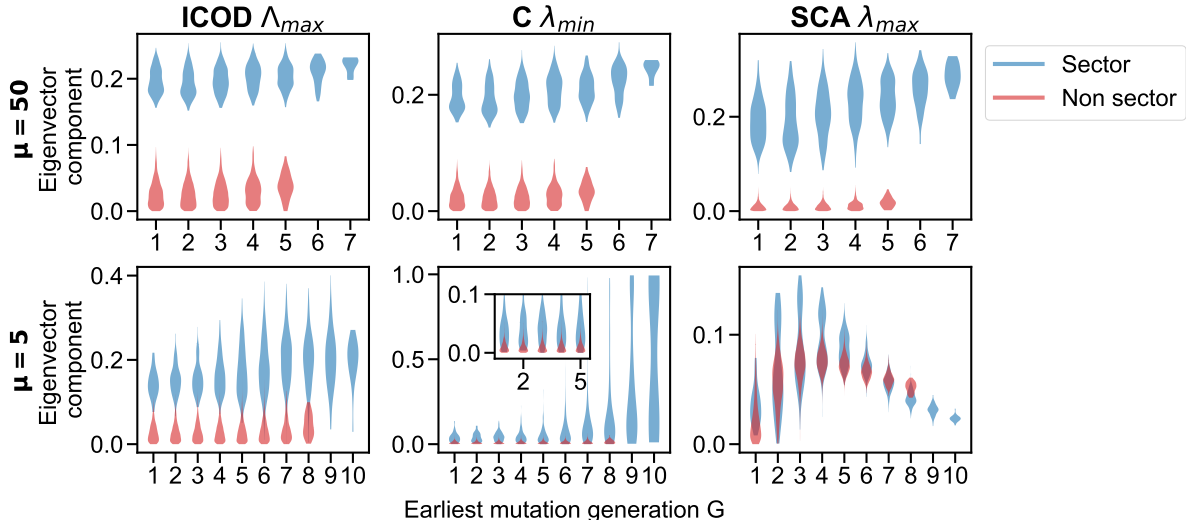 ICOD Λmax
C λmin
SCA λmax
μ = 50
Eigenvector
component
0.2
0.1
0.0
1 2 3 4 5 6 7
0.2
0.0
1 2 3 4 5 6 7
0.2
0.0
1 2 3 4 5 6 7
Sector
Non sector
μ = 5
Eigenvector
component
0.4
0.2
0.0
1 2 3 4 5 6 7 8 9 10
1.0
0.5
0.0
0.1
0.0
2 5
1 2 3 4 5 6 7 8 9 10
0.1
0.0
1 2 3 4 5 6 7 8 9 10
Earliest mutation generation G